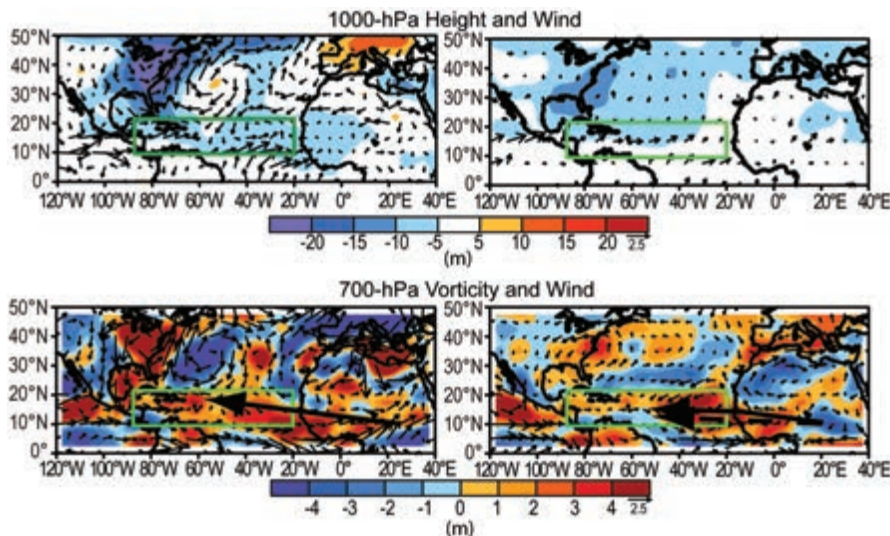 1000-hPa Height and Wind
50°N 50°N
40°N 40°N
30°N 30°N
20°N 20°N
10°N 10°N
0° 0°
120°W 100°W 80°W 60°W 40°W 20°W 0° 20°E 40°E 120°W 100°W 80°W 60°W 40°W 20°W 0° 20°E 40°E
-20 -15 -10 -5 5 10 15 20 2.5
(m)
700-hPa Vorticity and Wind
50°N 50°N
40°N 40°N
30°N 30°N
20°N 20°N
10°N 10°N
0° 0°
120°W 100°W 80°W 60°W 40°W 20°W 0° 20°E 40°E 120°W 100°W 80°W 60°W 40°W 20°W 0° 20°E 40°E
-4 -3 -2 -1 0 1 2 3 4 2.5
(m)